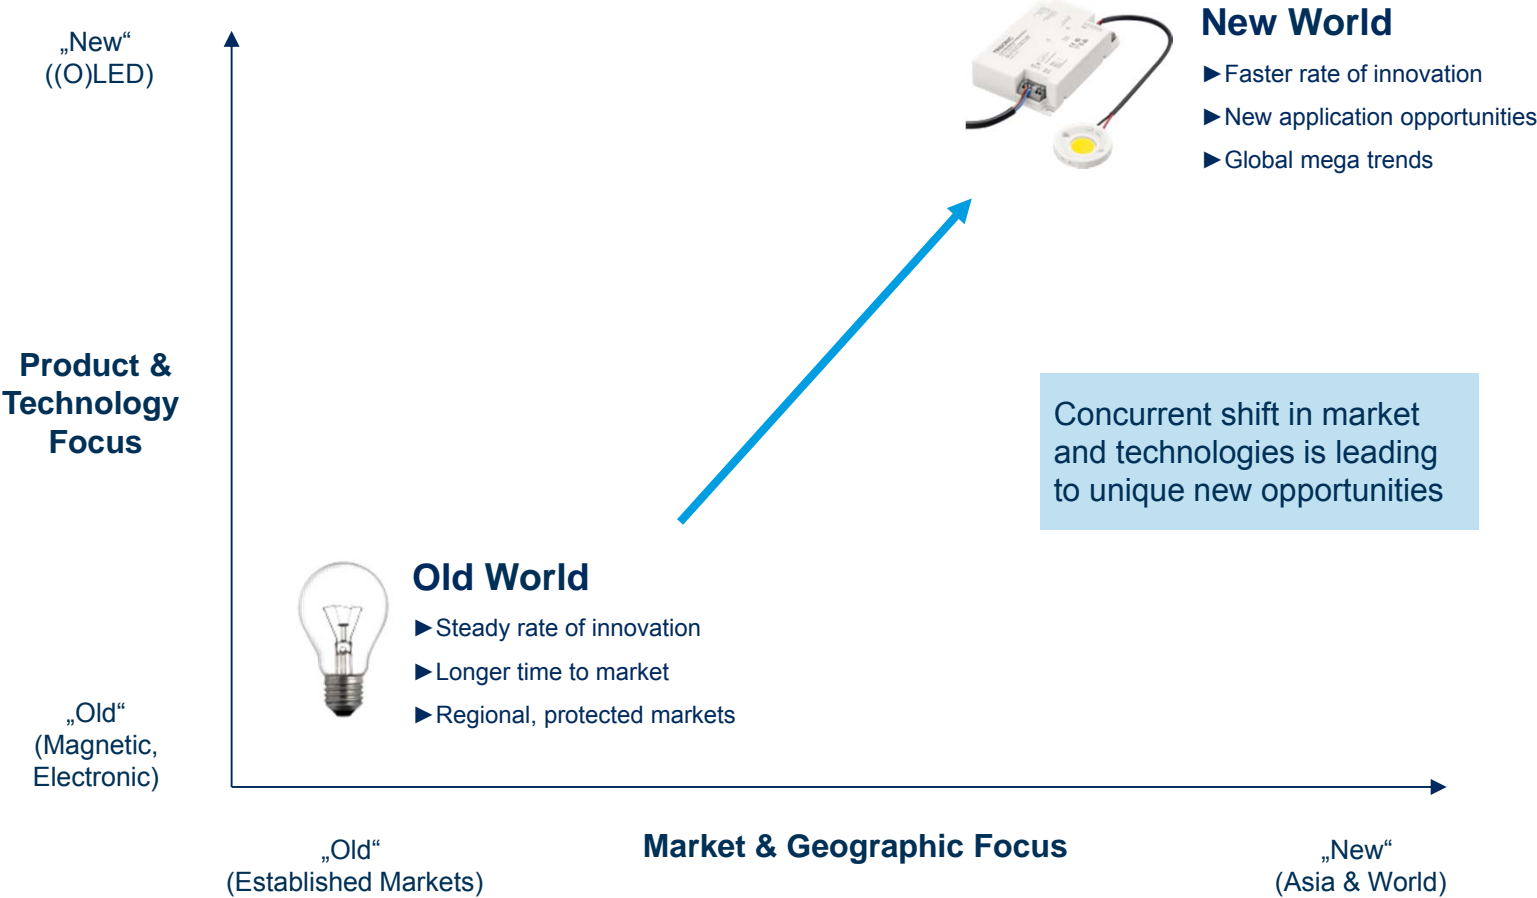 „New“
((O)LED)
New World
►Faster rate of innovation
►New application opportunities
►Global mega trends
Product &
Technology
Focus
Concurrent shift in market
and technologies is leading
to unique new opportunities
Old World
►Steady rate of innovation
►Longer time to market
►Regional, protected markets
„Old“
(Magnetic,
Electronic)
„Old“
(Established Markets)
Market & Geographic Focus
„New“
(Asia & World)